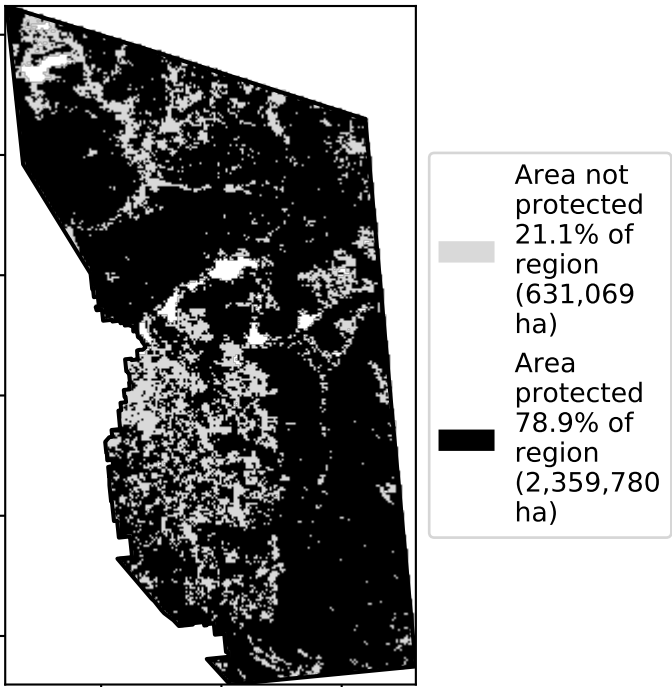 Area not
protected
21.1% of
region
(631,069
ha)
Area
protected
78.9% of
region
(2,359,780
ha)